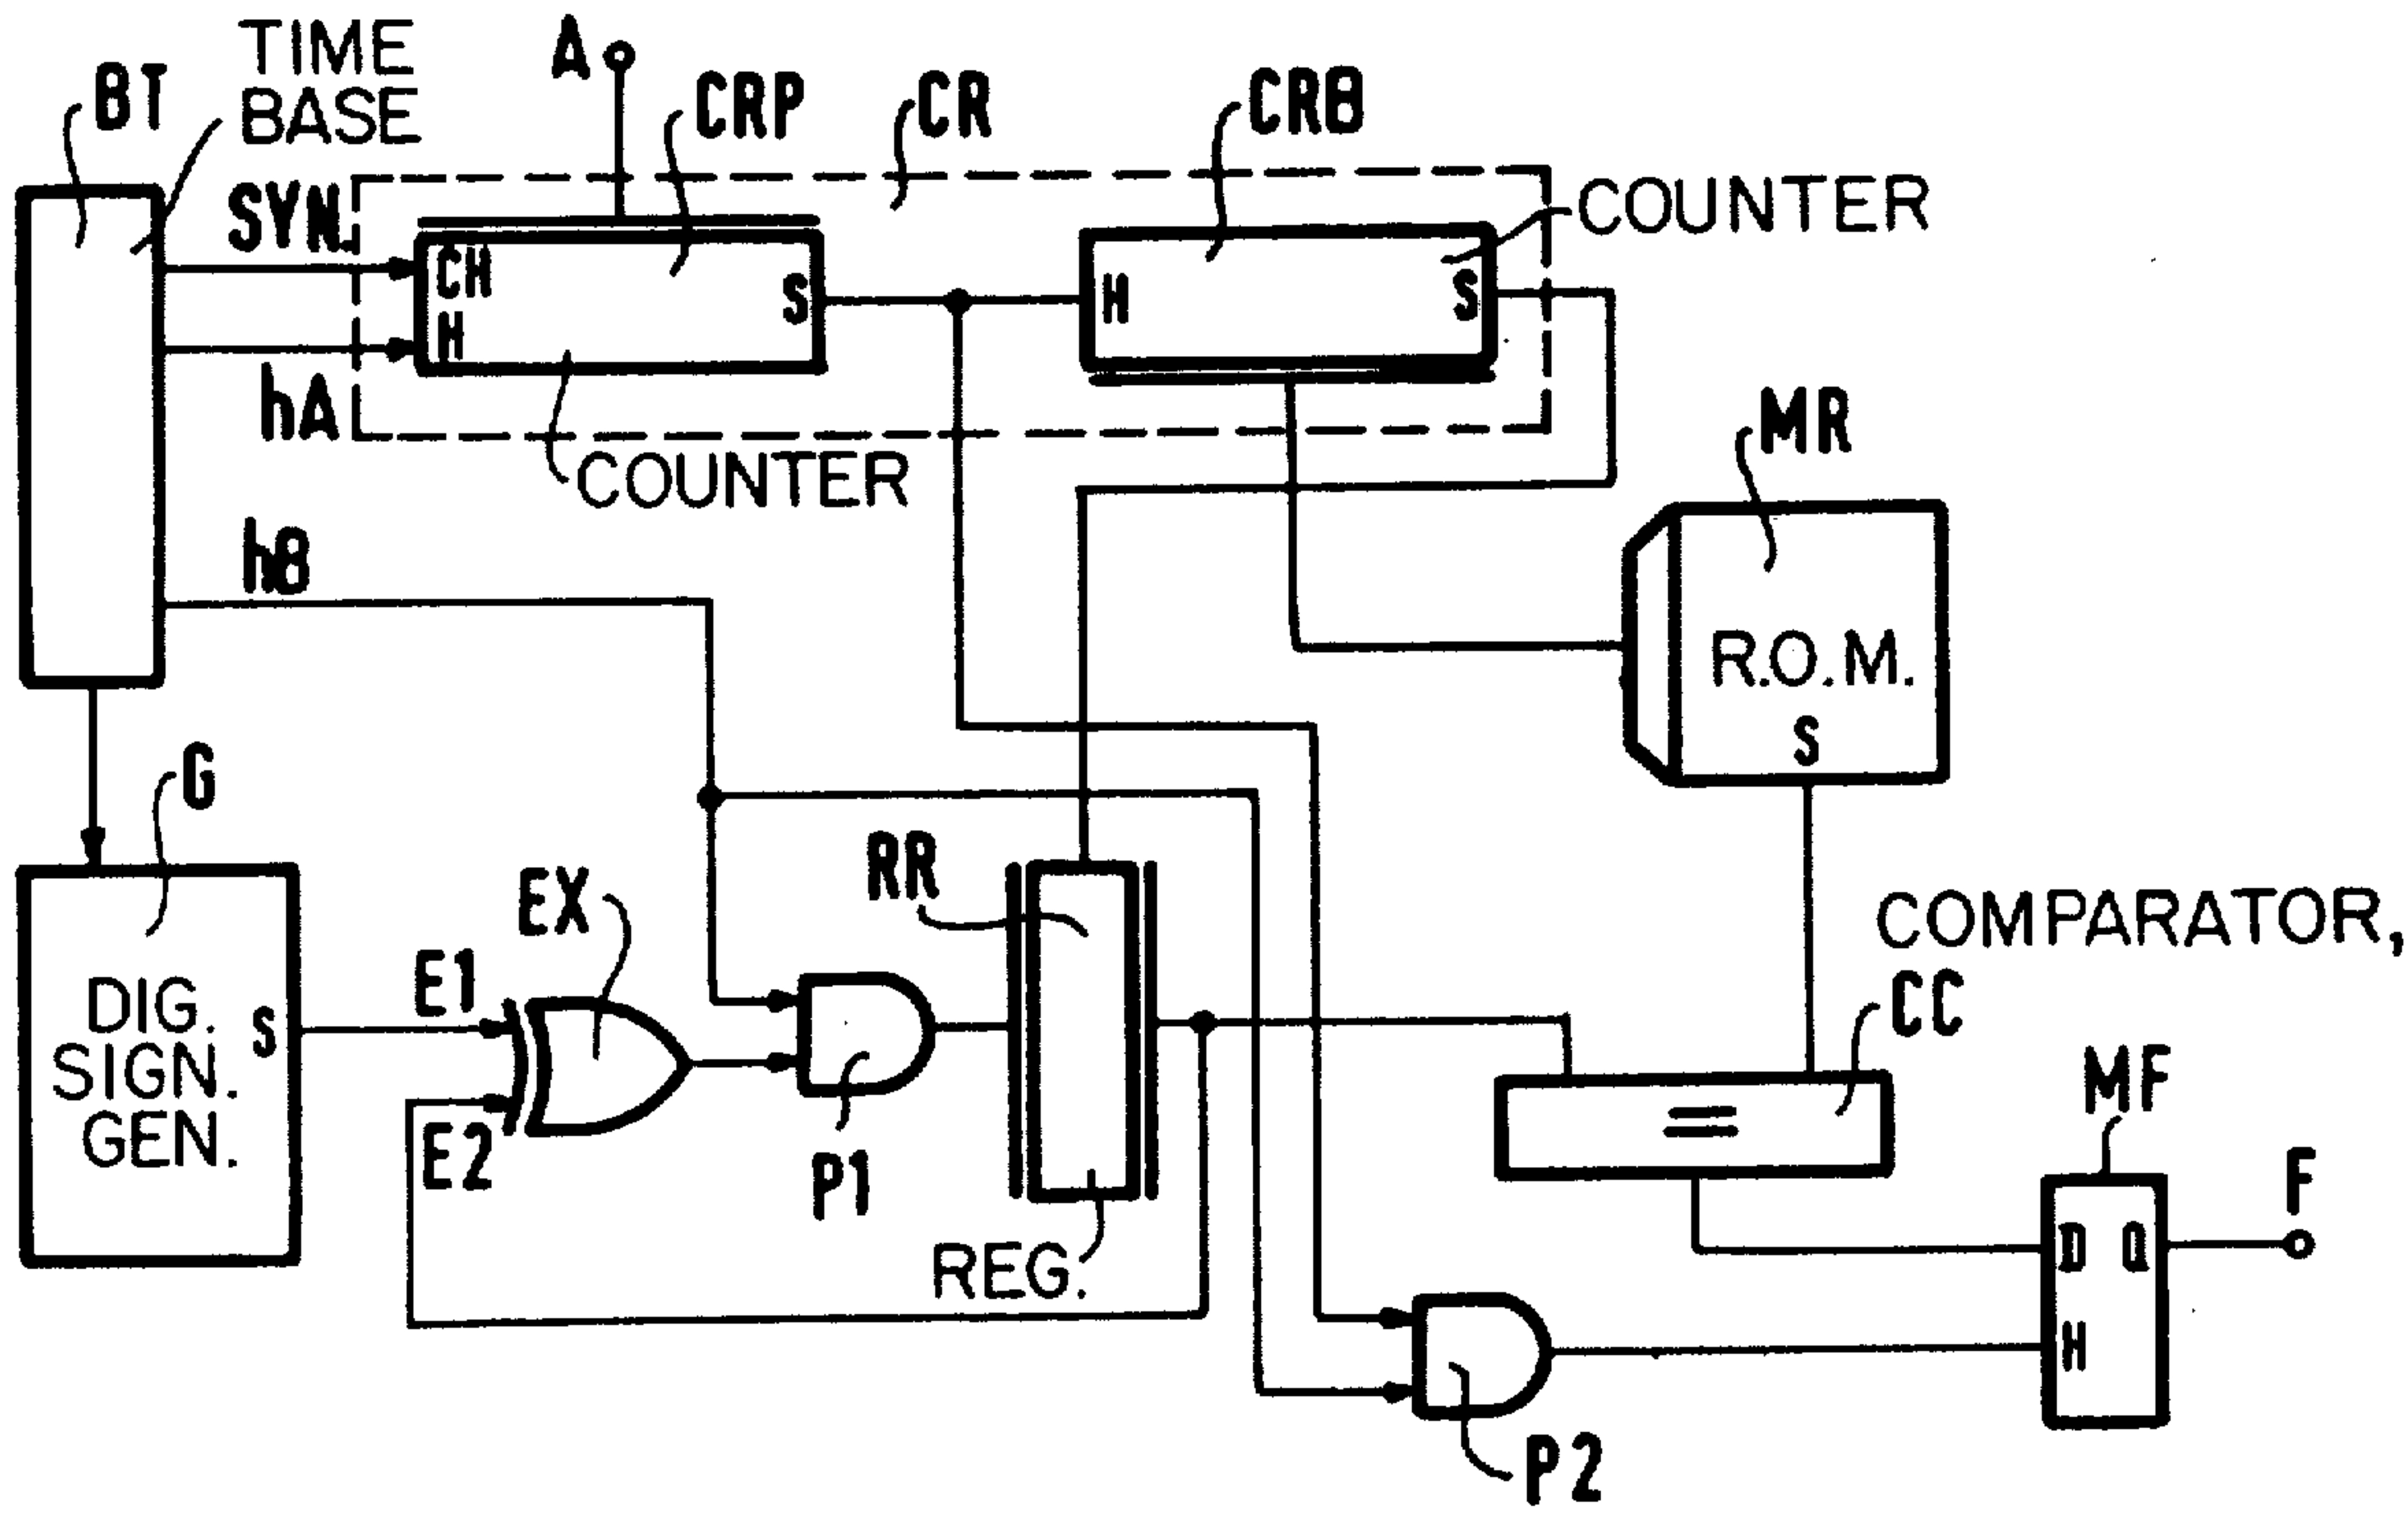 TIME
BASE
BT
A
CRP
CR
CRB
SYN.
CH
H
S
H
S
COUNTER
hA
COUNTER
MR
hB
R.O.M.
S
G
RR
EX
E1
DIG.
SIGN.
GEN.
S
E2
P1
REG.
COMPARATOR,
CC
=
MF
D Q
H
F
P2